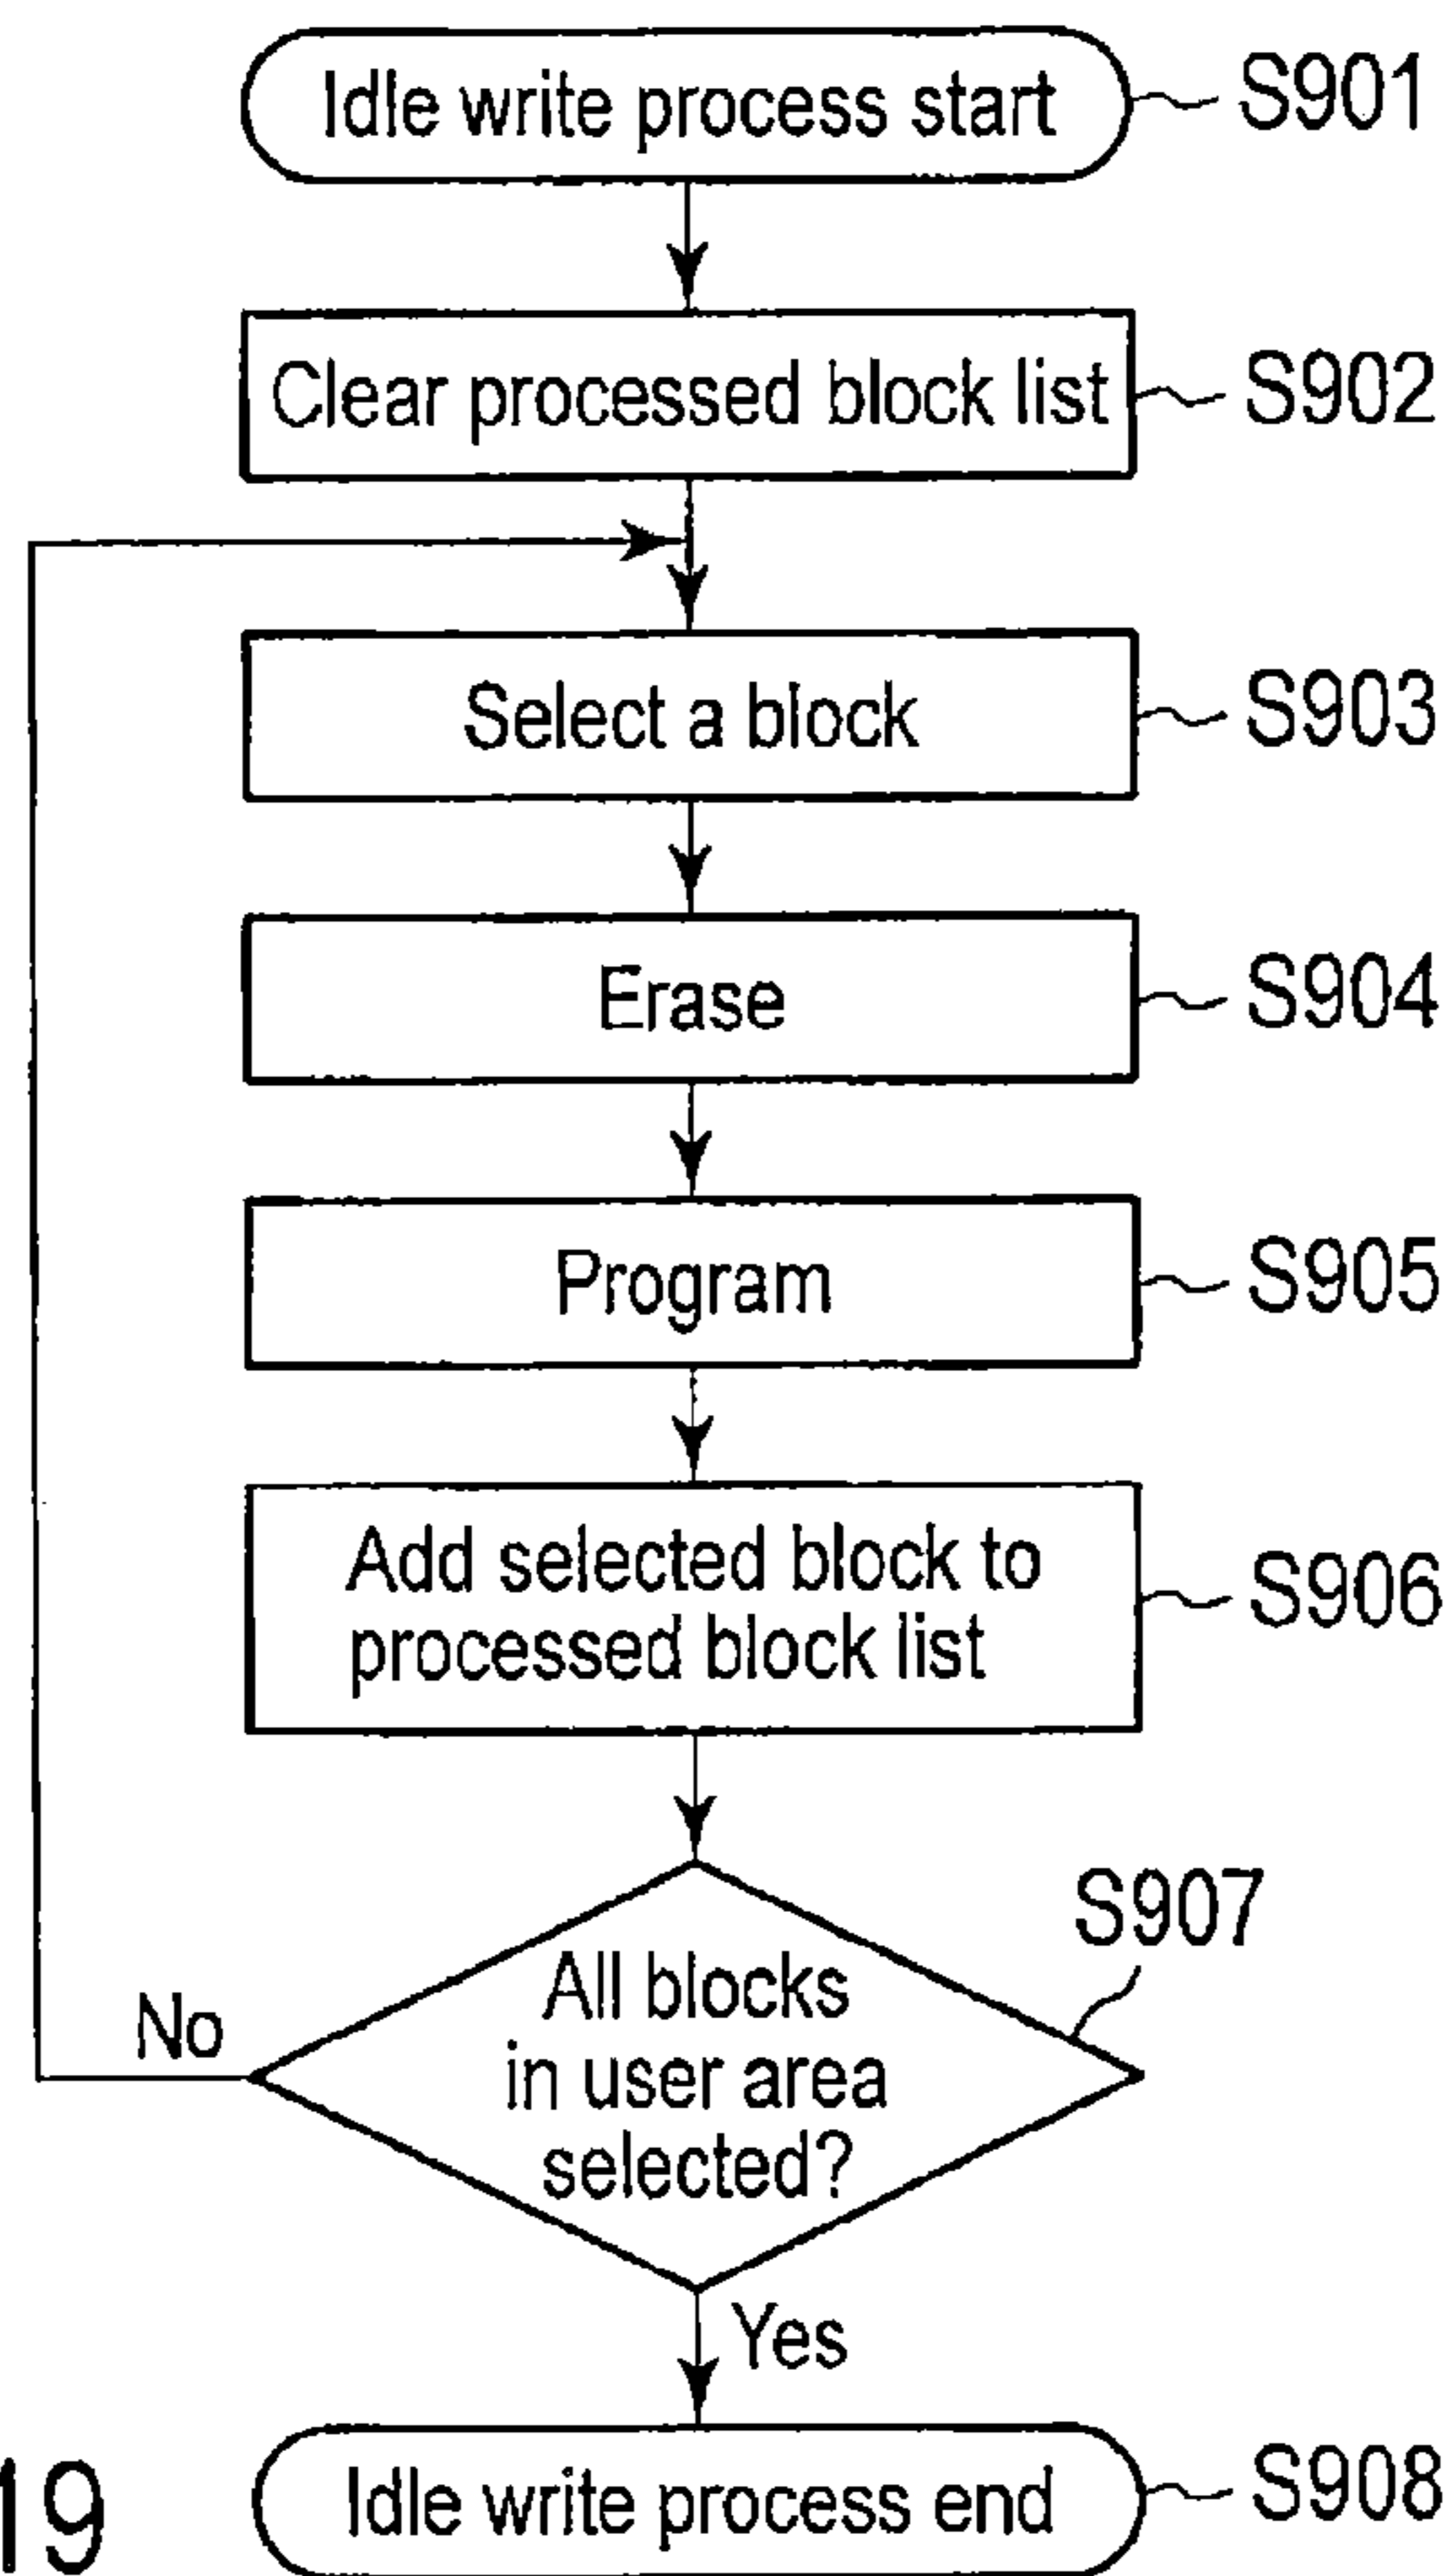 Idle write process start
S901
Clear processed block list
S902
Select a block
S903
Erase
S904
Program
S905
Add selected block to
processed block list
S906
S907
All blocks
in user area
selected?
No
Yes
Idle write process end
S908
19